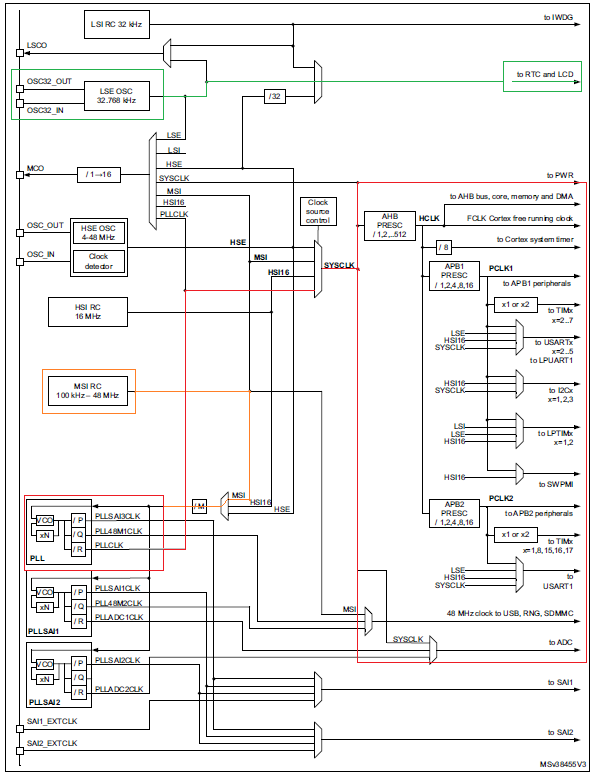 LSI RC 32 kHz
to IWDG
LSCO
OSC32_OUT
LSE OSC
32.768 kHz
OSC32_IN
to RTC and LCD
/32
LSE
LSI
HSE
SYSCLK
MSI
HSI16
PLLCLK
MCO
/ 1→16
to PWR
OSC_OUT
HSE OSC
4-48 MHz
OSC_IN
Clock
detector
Clock
source
control
HSE
MSI
HSI16
SYSCLK
AHB
PRESC
/ 1,2,..512
HCLK
to AHB bus, core, memory and DMA
FCLK Cortex free running clock
/ 8
to Cortex system timer
APB1
PRESC
/ 1,2,4,8,16
PCLK1
to APB1 peripherals
x1 or x2
to TIMx
x=2..7
LSE
HSI16
SYSCLK
to USARTx
x=2..5
to LPUART1
HSI16
SYSCLK
to I2Cx
x=1,2,3
LSI
LSE
HSI16
to LPTIMx
x=1,2
HSI16
to SWPMI
HSI RC
16 MHz
MSI RC
100 kHz – 48 MHz
APB2
PRESC
/ 1,2,4,8,16
PCLK2
to APB2 peripherals
x1 or x2
to TIMx
x=1,8,15,16,17
LSE
HSI16
SYSCLK
to
USART1
MSI
HSI16
HSE
/ M
VCO
xN
/ P
/ Q
/ R
PLLSAI3CLK
PLL48M1CLK
PLLCLK
PLL
VCO
xN
/ P
/ Q
/ R
PLLSAI1CLK
PLL48M2CLK
PLLADC1CLK
PLLSAI1
MSI
48 MHz clock to USB, RNG, SDMMC
SYSCLK
to ADC
VCO
xN
/ P
/ Q
/ R
PLLSAI2CLK
PLLADC2CLK
PLLSAI2
to SAI1
SAI1_EXTCLK
to SAI2
SAI2_EXTCLK
MSv38455V3